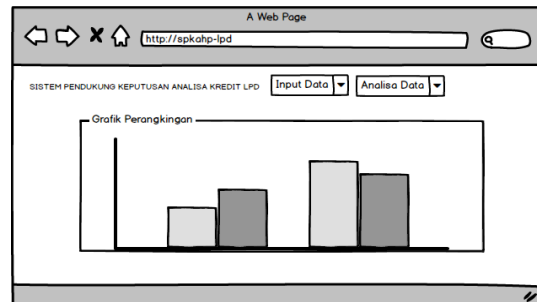 A Web Page
http://spkahp-lpd
SISTEM PENDUKUNG KEPUTUSAN ANALISA KREDIT LPD
Input Data
Analisa Data
Grafik Perangkingan